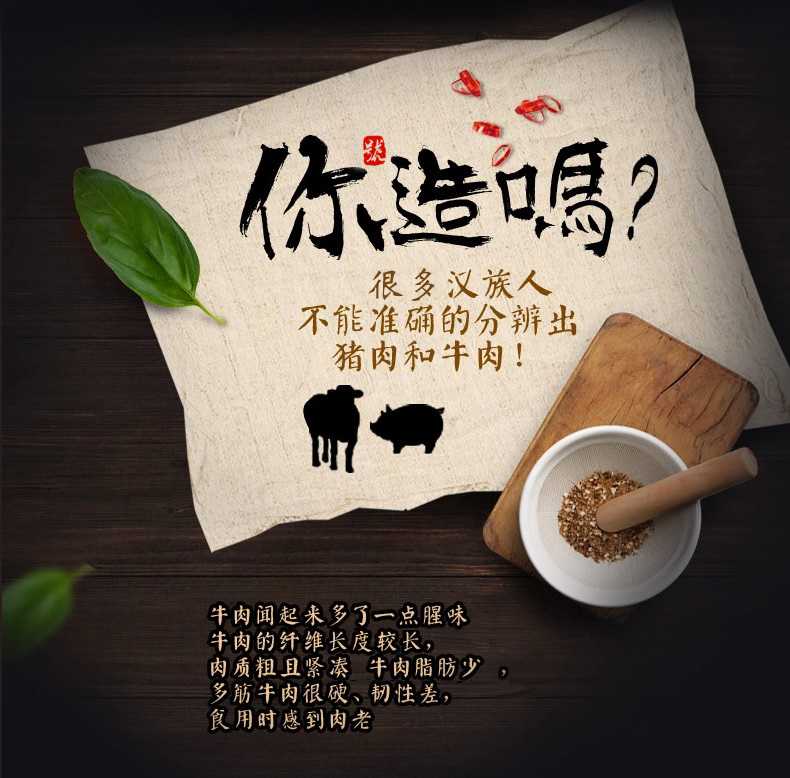 你造嗎?
號
很多汉族人
不能准确的分辨出
猪肉和牛肉!
牛肉闻起来多了一点腥味
牛肉的纤维长度较长,
肉质粗且紧凑 牛肉脂肪少 ,
多筋牛肉很硬、韧性差,
食用时感到肉老